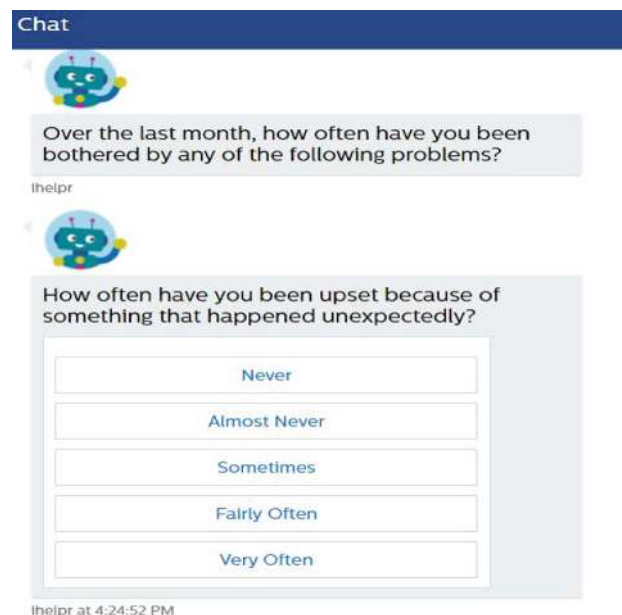 Chat
Over the last month, how often have you been
bothered by any of the following problems?
Ihelpr
How often have you been upset because of
something that happened unexpectedly?
Never
Almost Never
Sometimes
Fairly Often
Very Often
Ihelpr at 4:24:52 PM